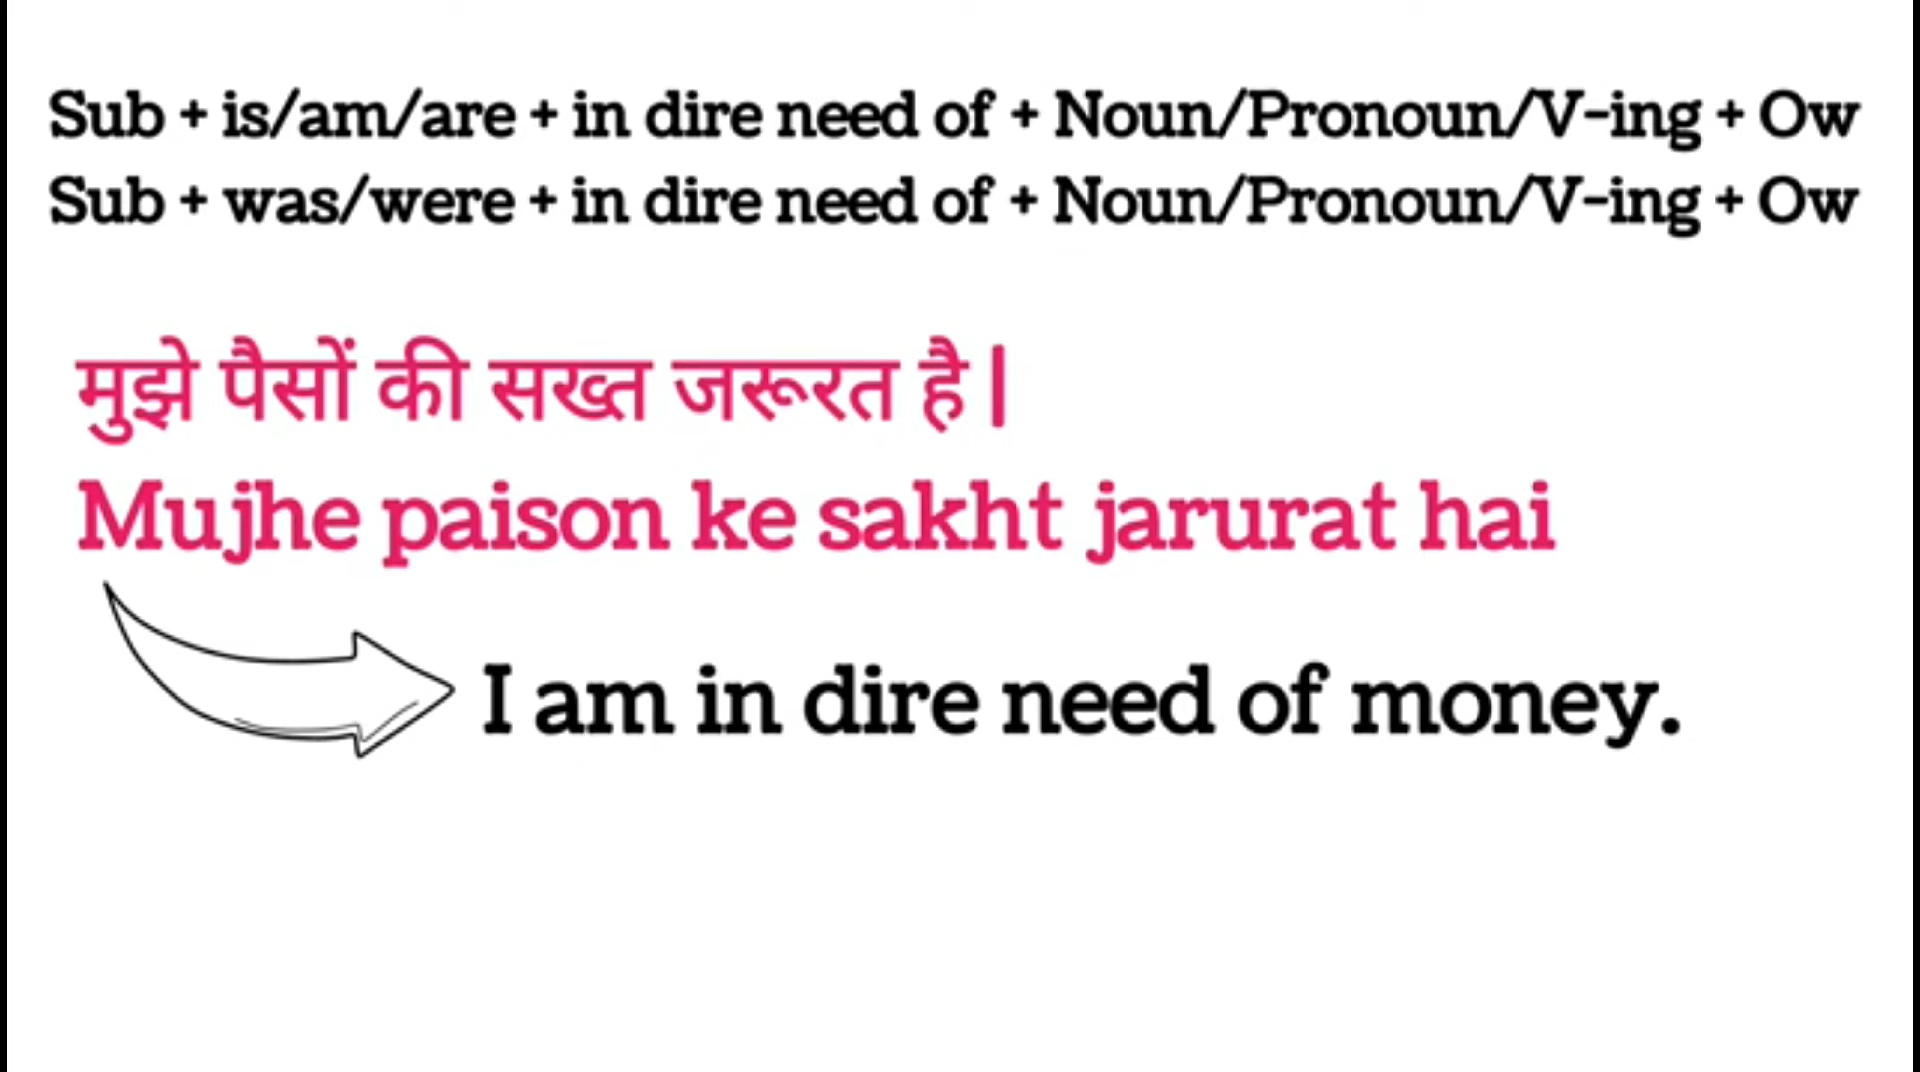 Sub + is/am/are + in dire need of + Noun/Pronoun/V-ing + Ow
Sub + was/were + in dire need of + Noun/Pronoun/V-ing + Ow
मुझे पैसों की सख्त जरूरत है |
Mujhe paison ke sakht jarurat hai
I am in dire need of money.